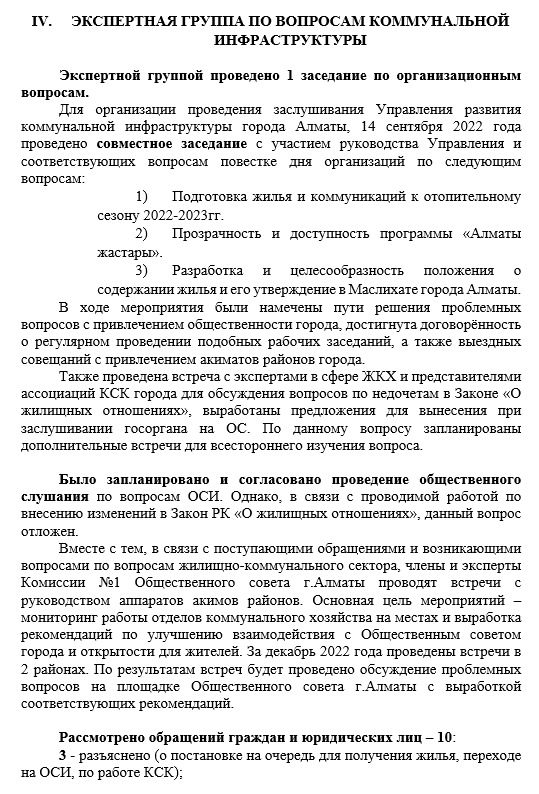 IV. ЭКСПЕРТНАЯ ГРУППА ПО ВОПРОСАМ КОММУНАЛЬНОЙ
ИНФРАСТРУКТУРЫ
Экспертной группой проведено 1 заседание по организационным
вопросам.
Для организации проведения заслушивания Управления развития
коммунальной инфраструктуры города Алматы, 14 сентября 2022 года
проведено совместное заседание с участием руководства Управления и
соответствующих вопросам повестке дня организаций по следующим
вопросам:
1) Подготовка жилья и коммуникаций к отопительному
сезону 2022-2023гг.
2) Прозрачность и доступность программы «Алматы
жастары».
3) Разработка и целесообразность положения о
содержании жилья и его утверждение в Маслихате города Алматы.
В ходе мероприятия были намечены пути решения проблемных
вопросов с привлечением общественности города, достигнута договорённость
о регулярном проведении подобных рабочих заседаний, а также выездных
совещаний с привлечением акиматов районов города.
Также проведена встреча с экспертами в сфере ЖКХ и представителями
ассоциаций КСК города для обсуждения вопросов по недочетам в Законе «О
жилищных отношениях», выработаны предложения для вынесения при
заслушивании госоргана на ОС. По данному вопросу запланированы
дополнительные встречи для всестороннего изучения вопроса.
Было запланировано и согласовано проведение общественного
слушания по вопросам ОСИ. Однако, в связи с проводимой работой по
внесению изменений в Закон РК «О жилищных отношениях», данный вопрос
отложен.
Вместе с тем, в связи с поступающими обращениями и возникающими
вопросами по вопросам жилищно-коммунального сектора, члены и эксперты
Комиссии №1 Общественного совета г.Алматы проводят встречи с
руководством аппаратов акимов районов. Основная цель мероприятий –
мониторинг работы отделов коммунального хозяйства на местах и выработка
рекомендаций по улучшению взаимодействия с Общественным советом
города и открытости для жителей. За декабрь 2022 года проведены встречи в
2 районах. По результатам встреч будет проведено обсуждение проблемных
вопросов на площадке Общественного совета г.Алматы с выработкой
соответствующих рекомендаций.
Рассмотрено обращений граждан и юридических лиц – 10:
3 - разъяснено (о постановке на очередь для получения жилья, переходе
на ОСИ, по работе КСК);